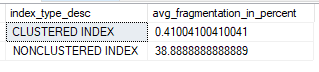 index_type_desc avg_fragmentation_in_percent
CLUSTERED INDEX 0.41004100410041
NONCLUSTERED INDEX 38.8888888888889